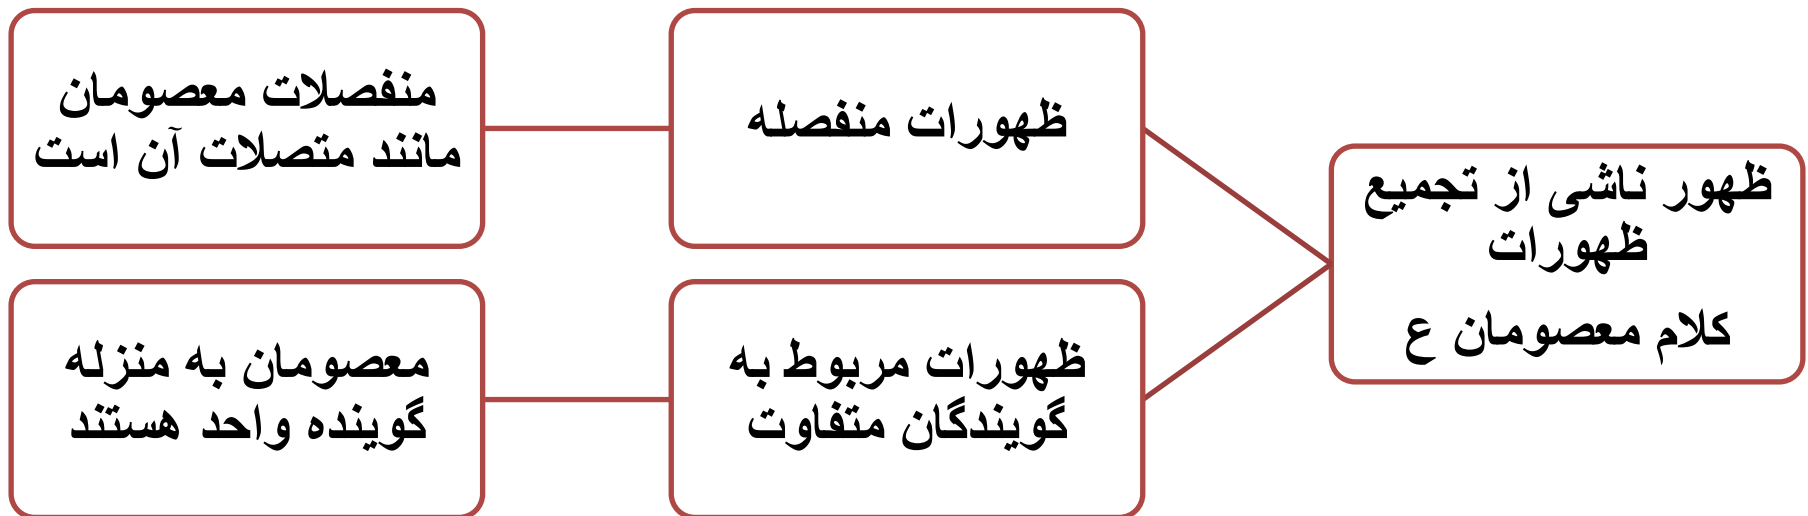 ظهور ناشی از تجمیع
ظهورات
کلام معصومان ع
ظهورات منفصله
منفصلات معصومان
مانند متصلات آن است
ظهورات مربوط به
گویندگان متفاوت
معصومان به منزله
گوینده واحد هستند